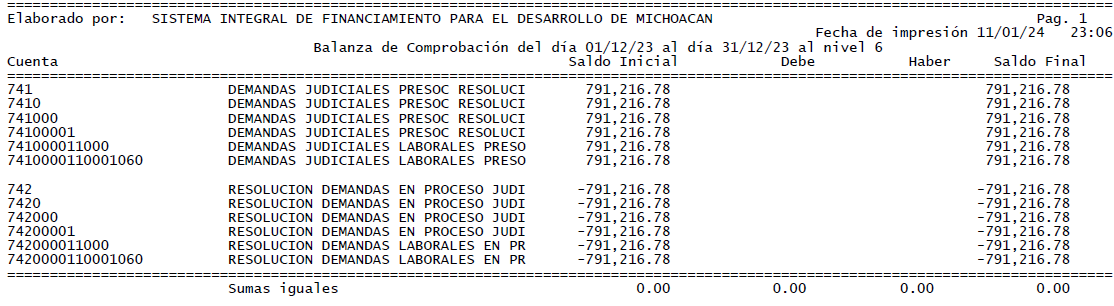 Elaborado por: SISTEMA INTEGRAL DE FINANCIAMIENTO PARA EL DESARROLLO DE MICHOACAN Pag. 1
Fecha de impresión 11/01/24 23:06
Balanza de Comprobación del día 01/12/23 al día 31/12/23 al nivel 6
Cuenta Saldo Inicial Debe Haber Saldo Final
741 DEMANDAS JUDICIALES PRESOC RESOLUCI 791,216.78 791,216.78
7410 DEMANDAS JUDICIALES PRESOC RESOLUCI 791,216.78 791,216.78
741000 DEMANDAS JUDICIALES PRESOC RESOLUCI 791,216.78 791,216.78
74100001 DEMANDAS JUDICIALES PRESOC RESOLUCI 791,216.78 791,216.78
741000011000 DEMANDAS JUDICIALES LABORALES PRESO 791,216.78 791,216.78
7410000110001060 DEMANDAS JUDICIALES LABORALES PRESO 791,216.78 791,216.78
742 RESOLUCION DEMANDAS EN PROCESO JUDI -791,216.78 -791,216.78
7420 RESOLUCION DEMANDAS EN PROCESO JUDI -791,216.78 -791,216.78
742000 RESOLUCION DEMANDAS EN PROCESO JUDI -791,216.78 -791,216.78
74200001 RESOLUCION DEMANDAS EN PROCESO JUDI -791,216.78 -791,216.78
742000011000 RESOLUCION DEMANDAS LABORALES EN PR -791,216.78 -791,216.78
7420000110001060 RESOLUCION DEMANDAS LABORALES EN PR -791,216.78 -791,216.78
Sumas iguales 0.00 0.00 0.00 0.00